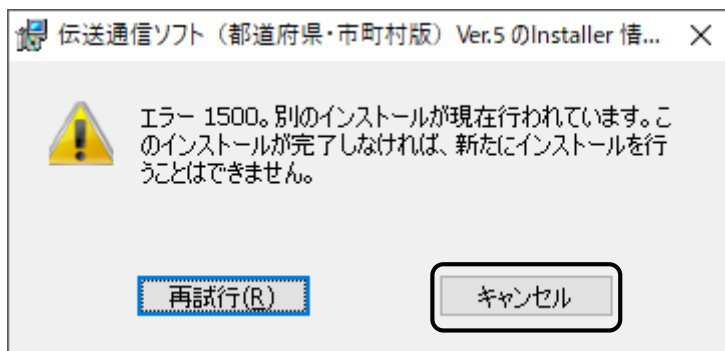 伝送通信ソフト（都道府県・市町村版） Ver.5 のInstaller 情...
エラー 1500。別のインストールが現在行われています。こ
のインストールが完了しなければ、新たにインストールを行
うことはできません。
再試行(R)
キャンセル